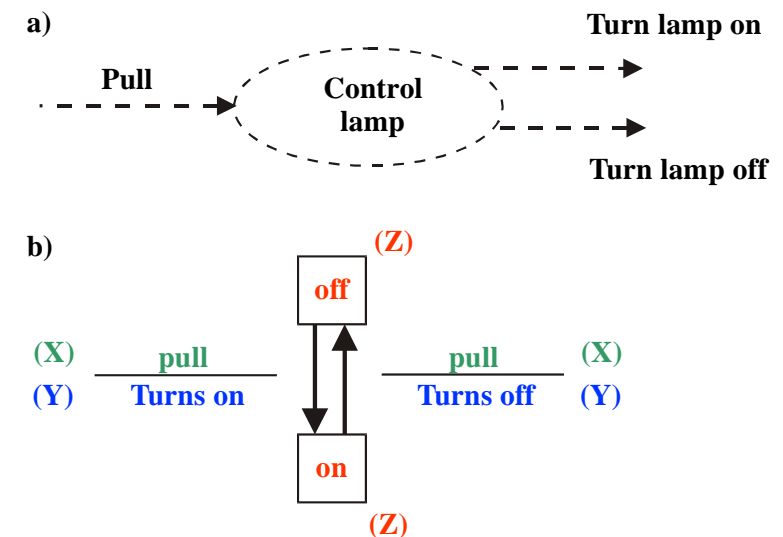 a)
Turn lamp on
Pull
Control
lamp
Turn lamp off
b)
(Z)
off
(X)
pull
pull
(X)
(Y)
Turns on
Turns off
(Y)
on
(Z)